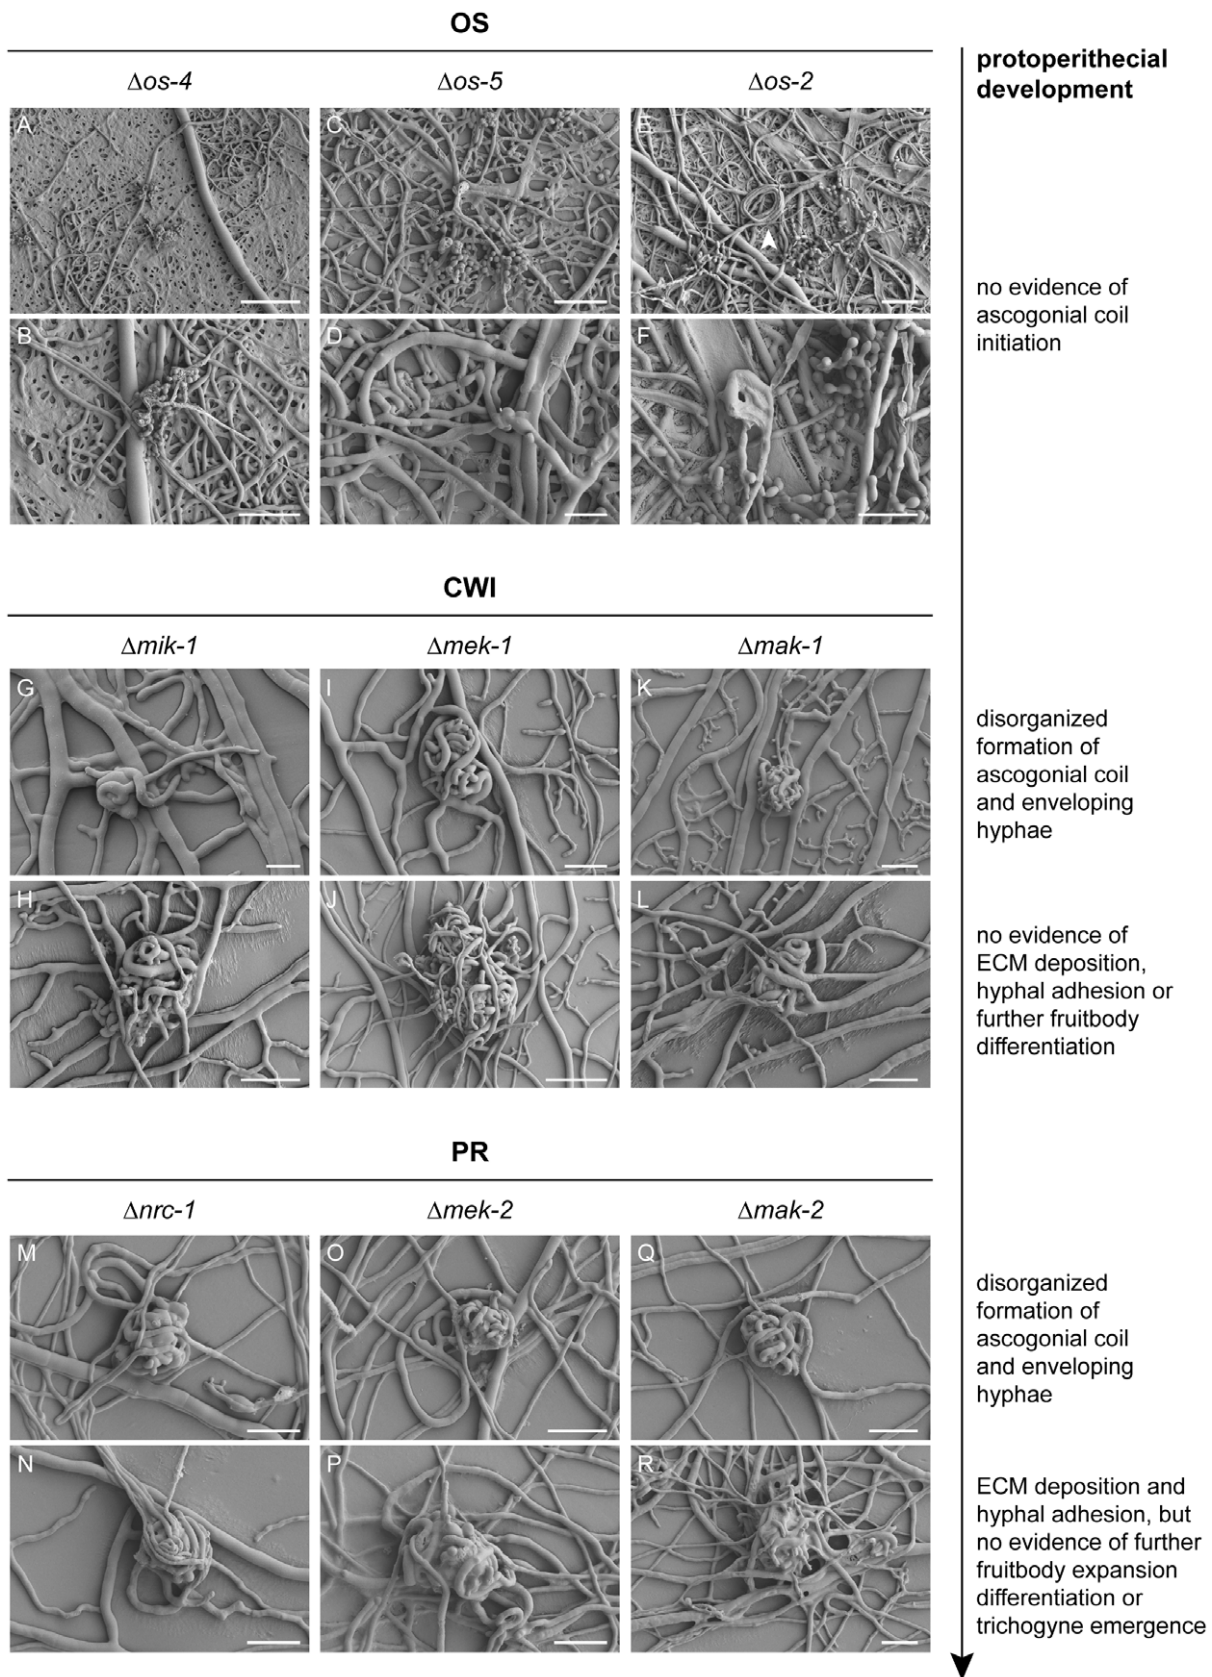 OS
Δos-4
Δos-5
Δos-2
protoperithecial
development
A
C
E
no evidence of
ascogonial coil
initiation
B
D
F
CWI
Δmik-1
Δmek-1
Δmak-1
G
I
K
disorganized
formation of
ascogonial coil
and enveloping
hyphae
H
J
L
no evidence of
ECM deposition,
hyphal adhesion or
further fruitbody
differentiation
PR
Δnrc-1
Δmek-2
Δmak-2
M
O
Q
disorganized
formation of
ascogonial coil
and enveloping
hyphae
N
P
R
ECM deposition and
hyphal adhesion, but
no evidence of further
fruitbody expansion
differentiation or
trichogyne emergence